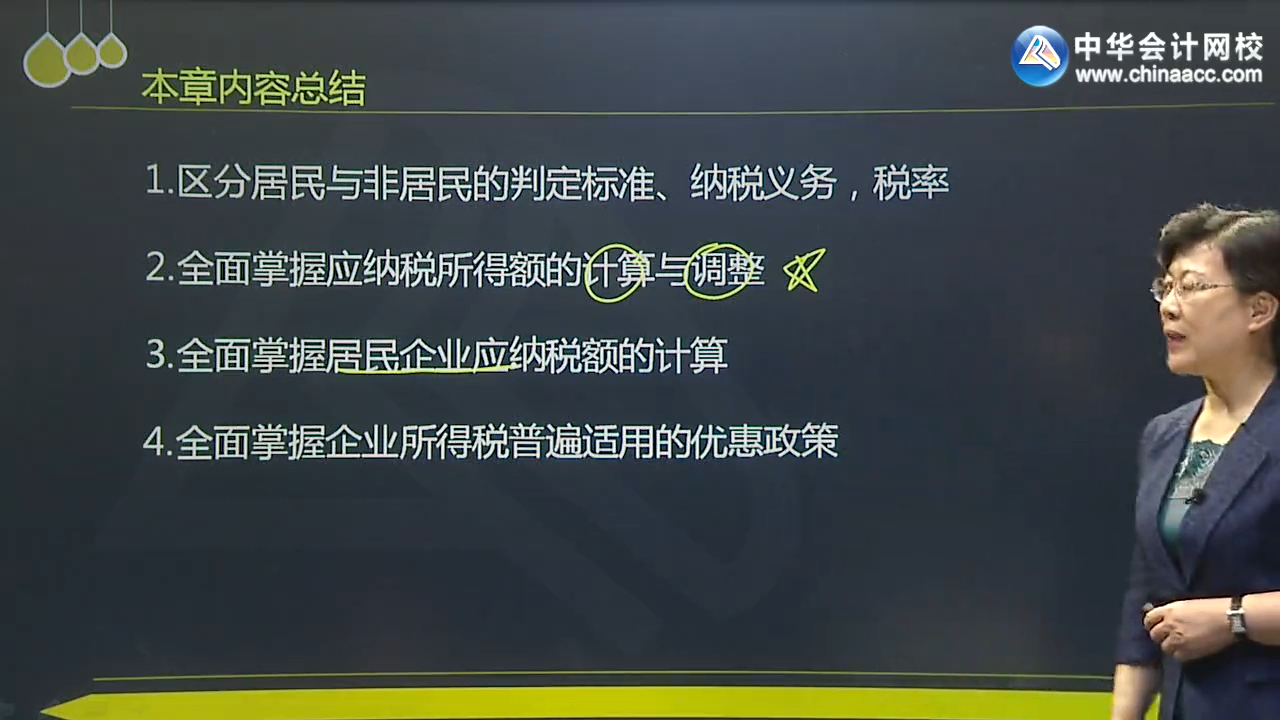 中华会计网校
www.chinaacc.com
本章内容总结
1.区分居民与非居民的判定标准、纳税义务，税率
2.全面掌握应纳税所得额的计算与调整
3.全面掌握居民企业应纳税额的计算
4.全面掌握企业所得税普遍适用的优惠政策